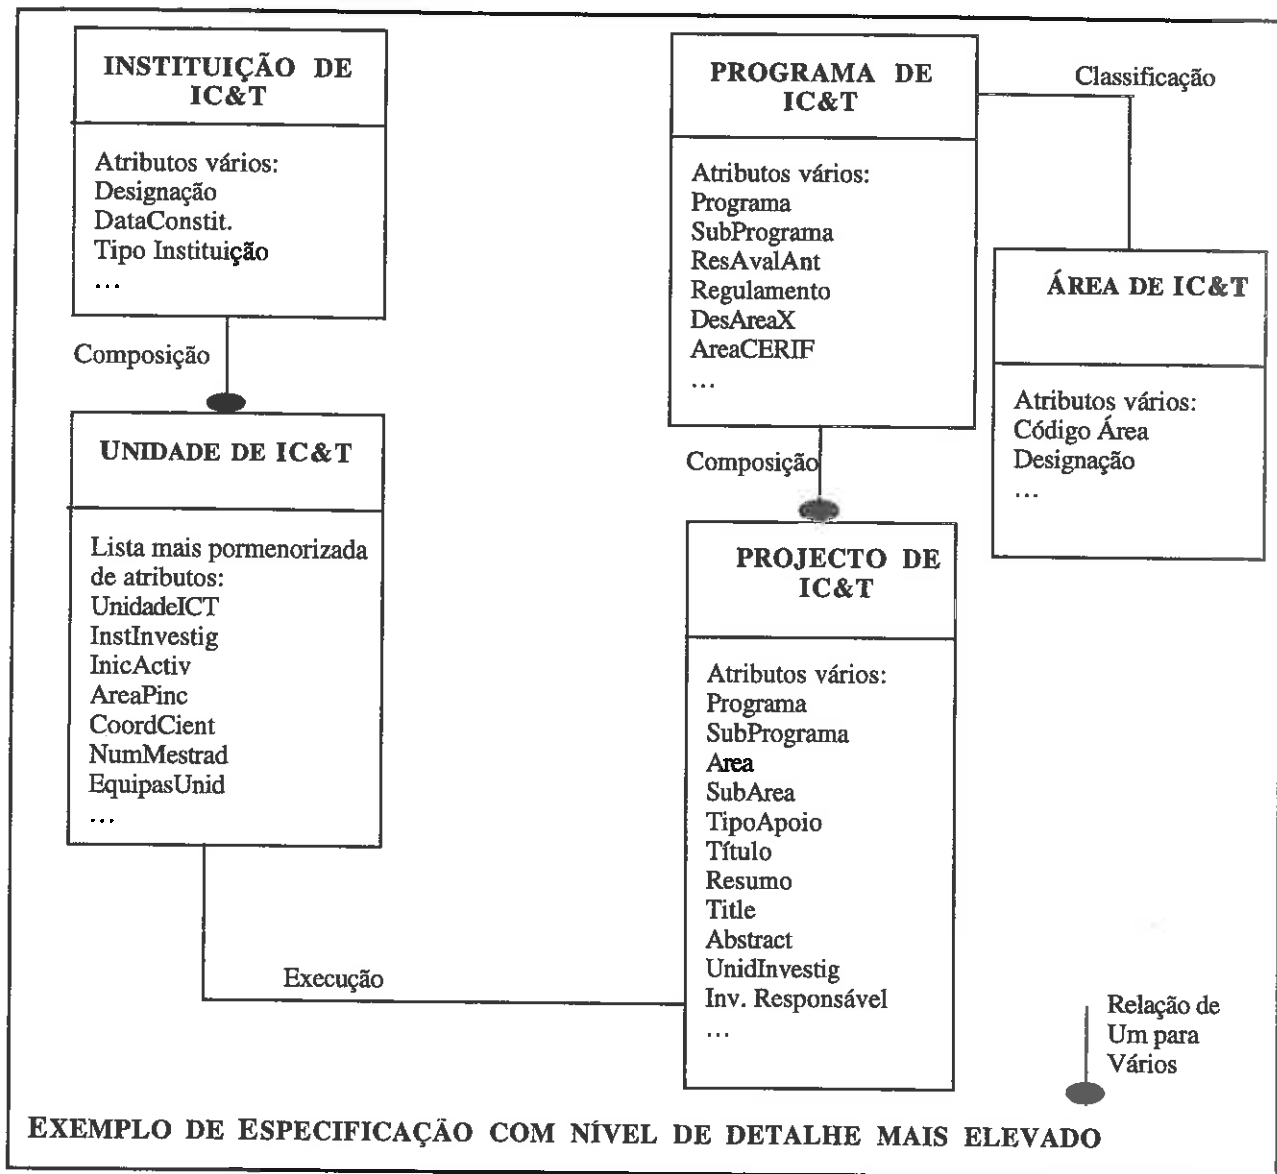 INSTITUIÇÃO DE
IC&T
Atributos vários:
Designação
DataConstit.
Tipo Instituição
...
Composição
UNIDADE DE IC&T
Lista mais pormenorizada
de atributos:
UnidadeICT
InstInvestig
InicActiv
AreaPinc
CoordCient
NumMestrad
EquipasUnid
...
Execução
PROGRAMA DE
IC&T
Atributos vários:
Programa
SubPrograma
ResAvalAnt
Regulamento
DesAreaX
AreaCERIF
...
Classificação
ÁREA DE IC&T
Atributos vários:
Código Área
Designação
...
Composição
PROJECTO DE
IC&T
Atributos vários:
Programa
SubPrograma
Area
SubArea
TipoApoio
Título
Resumo
Title
Abstract
UnidInvestig
Inv. Responsável
...
Relação de
Um para
Vários
EXEMPLO DE ESPECIFICAÇÃO COM NÍVEL DE DETALHE MAIS ELEVADO